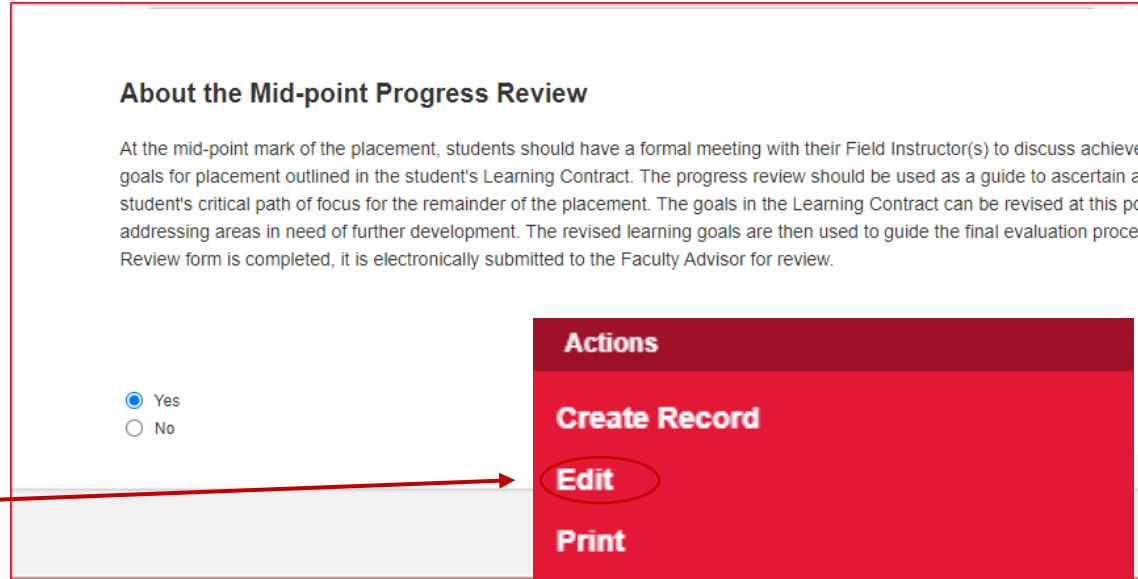 About the Mid-point Progress Review
At the mid-point mark of the placement, students should have a formal meeting with their Field Instructor(s) to discuss achieve
goals for placement outlined in the student's Learning Contract. The progress review should be used as a guide to ascertain a
student's critical path of focus for the remainder of the placement. The goals in the Learning Contract can be revised at this po
addressing areas in need of further development. The revised learning goals are then used to guide the final evaluation proce
Review form is completed, it is electronically submitted to the Faculty Advisor for review.
Yes
No
Actions
Create Record
Edit
Print